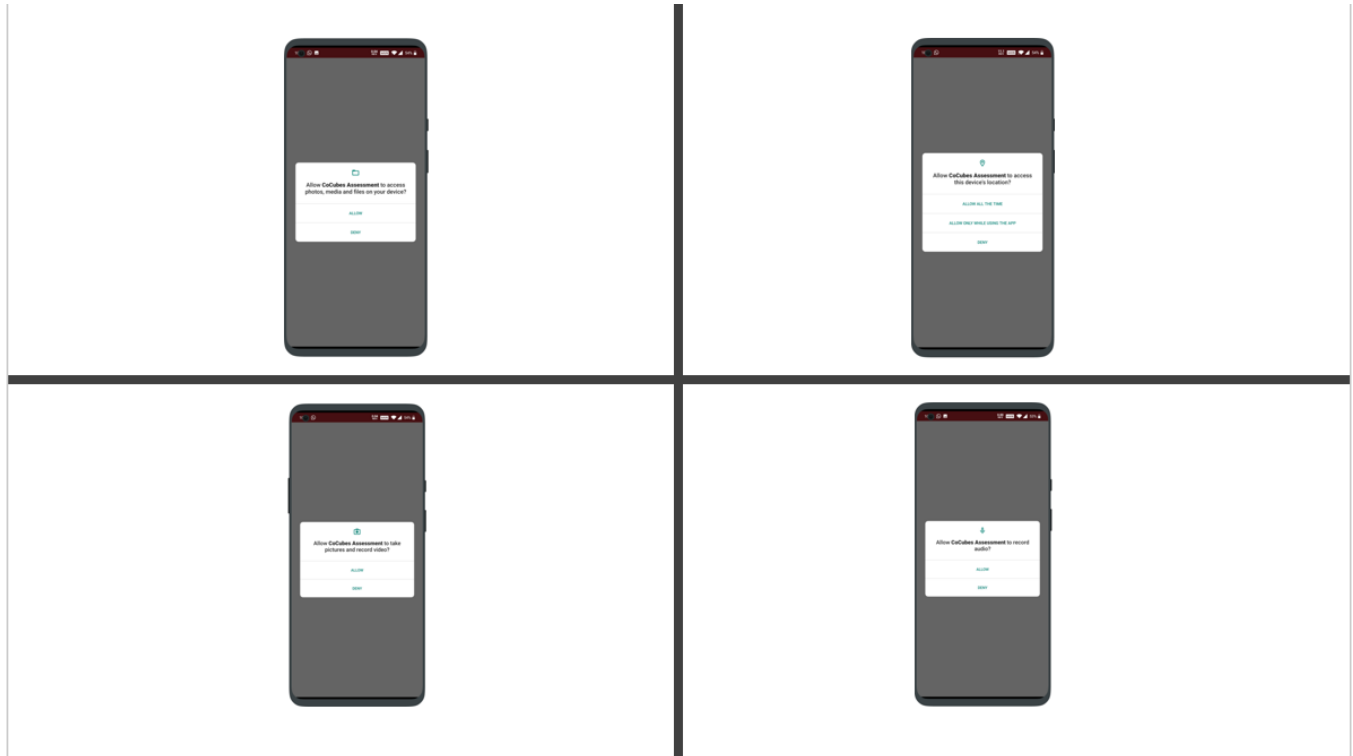 Allow CoCubes Assessment to access
photos, media and files on your device?
ALLOW
DENY
Allow CoCubes Assessment to access
this device's location?
ALLOW ALL THE TIME
ALLOW ONLY WHILE USING THE APP
DENY
Allow CoCubes Assessment to take
pictures and record video?
ALLOW
DENY
Allow CoCubes Assessment to record
audio?
ALLOW
DENY